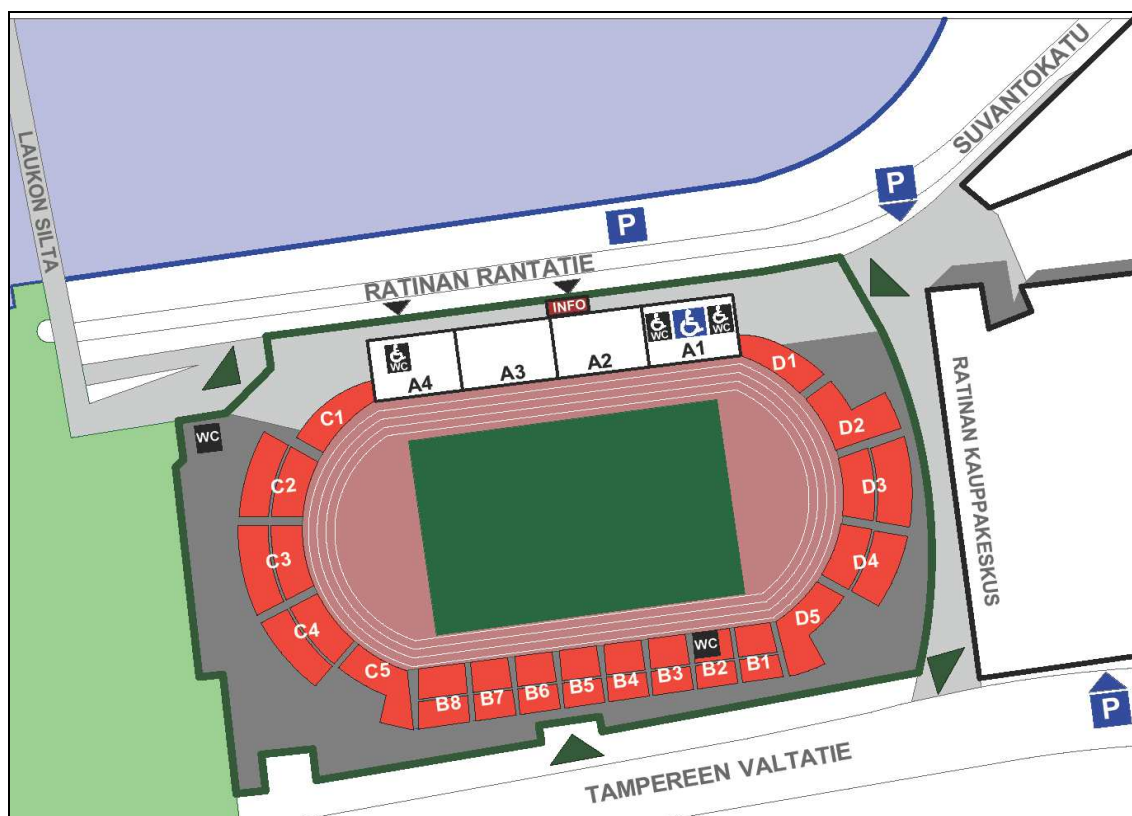 SUVANTOKATU
LAUKON SILTA
P
P
RATINAN RANTATIE
INFO
WC
WC
WC
A4
A3
A2
A1
D1
C1
D2
WC
C2
D3
C3
D4
RATINAN KAUPPAKESKUS
C4
D5
C5
WC
B8
B7
B6
B5
B4
B3
B2
B1
P
TAMPEREEN VALTATIE